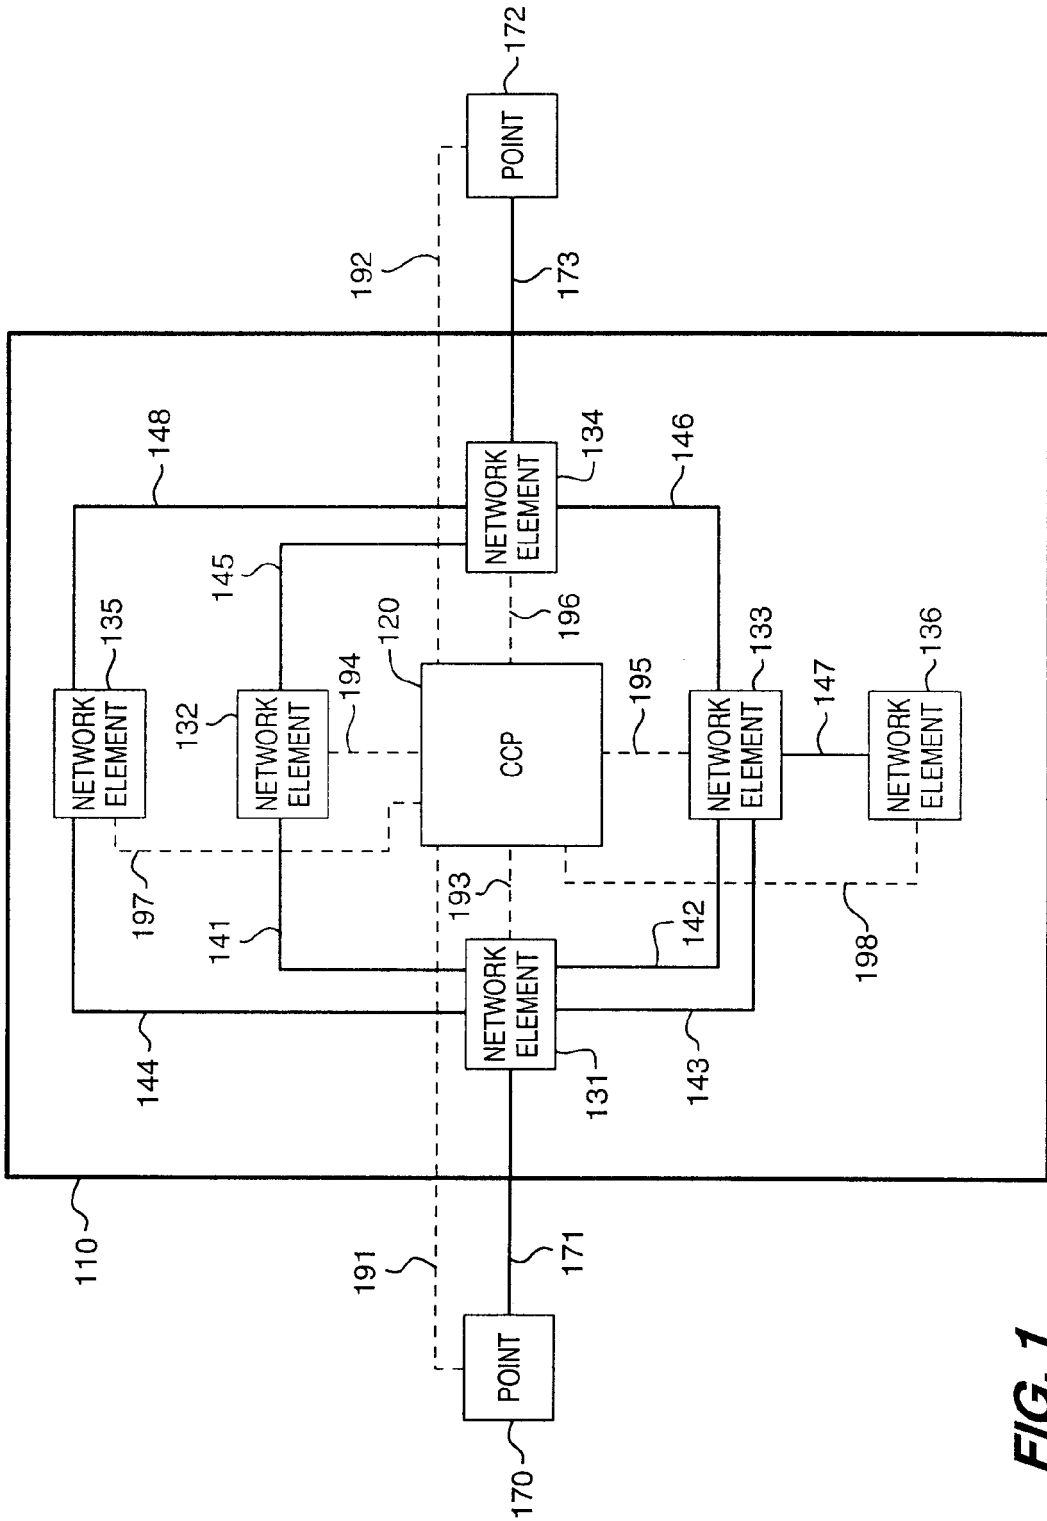 172
POINT
192
173
148
NETWORK
ELEMENT
134
146
145
135
NETWORK
ELEMENT
132
NETWORK
ELEMENT
194
120
CCP
196
195
133
NETWORK
ELEMENT
147
136
NETWORK
ELEMENT
197
193
198
141
142
144
NETWORK
ELEMENT
131
143
110
191
171
POINT
170
FIG. 1